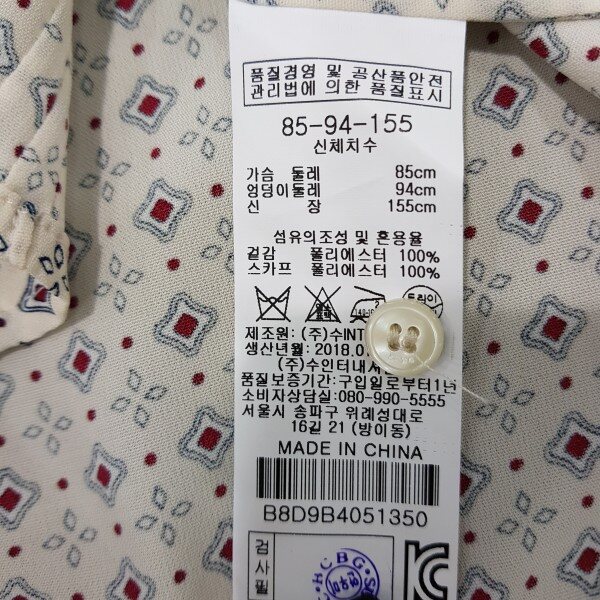 품질경영 및 공산품안전
관리법에 의한 품질표시
85-94-155
신체치수
가슴 둘레 85cm
엉덩이둘레 94cm
신 장 155cm
섬유의조성 및 혼용율
겉감 폴리에스터 100%
스카프 폴리에스터 100%
드라이
제조원: (주)수INT
생산년월: 2018.0
(주)수인터내셔
품질보증기간: 구입일로부터1년
소비자상담실: 080-990-5555
서울시 송파구 위례성대로
16길 21 (방이동)
MADE IN CHINA
B8D9B4051350
검사필
HCBG